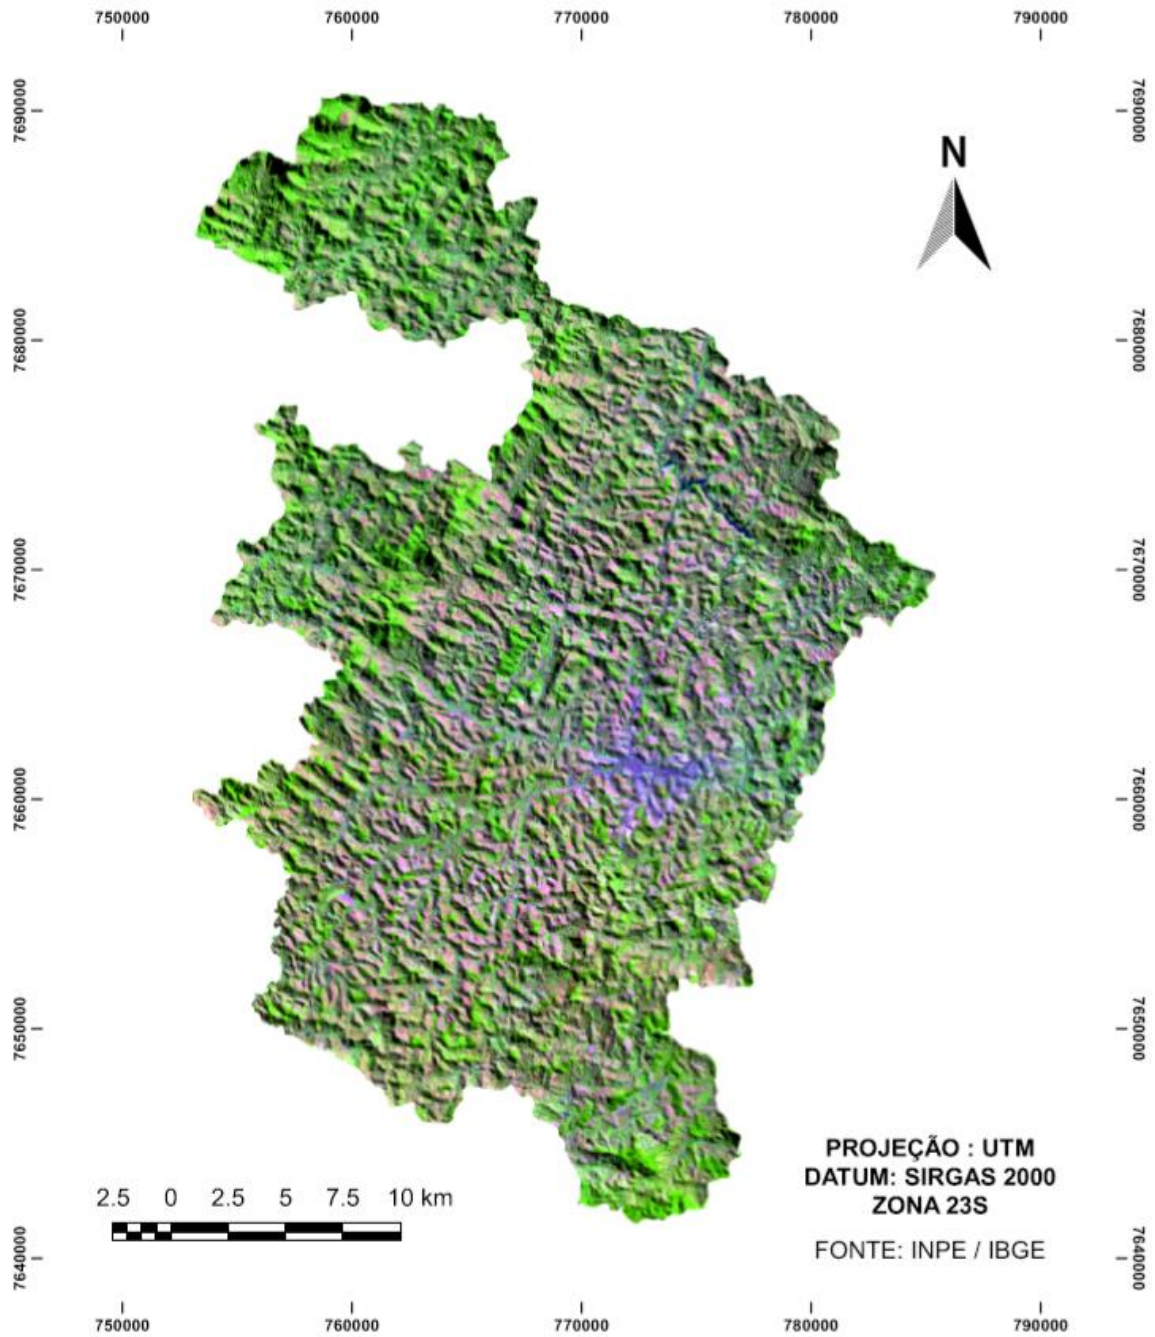 750000 760000 770000 780000 790000
7690000 7690000
N
7680000 7680000
7670000 7670000
7660000 7660000
7650000 7650000
PROJEÇÃO : UTM
DATUM: SIRGAS 2000
ZONA 23S
2.5 0 2.5 5 7.5 10 km
FONTE: INPE / IBGE
7640000 7640000
750000 760000 770000 780000 790000